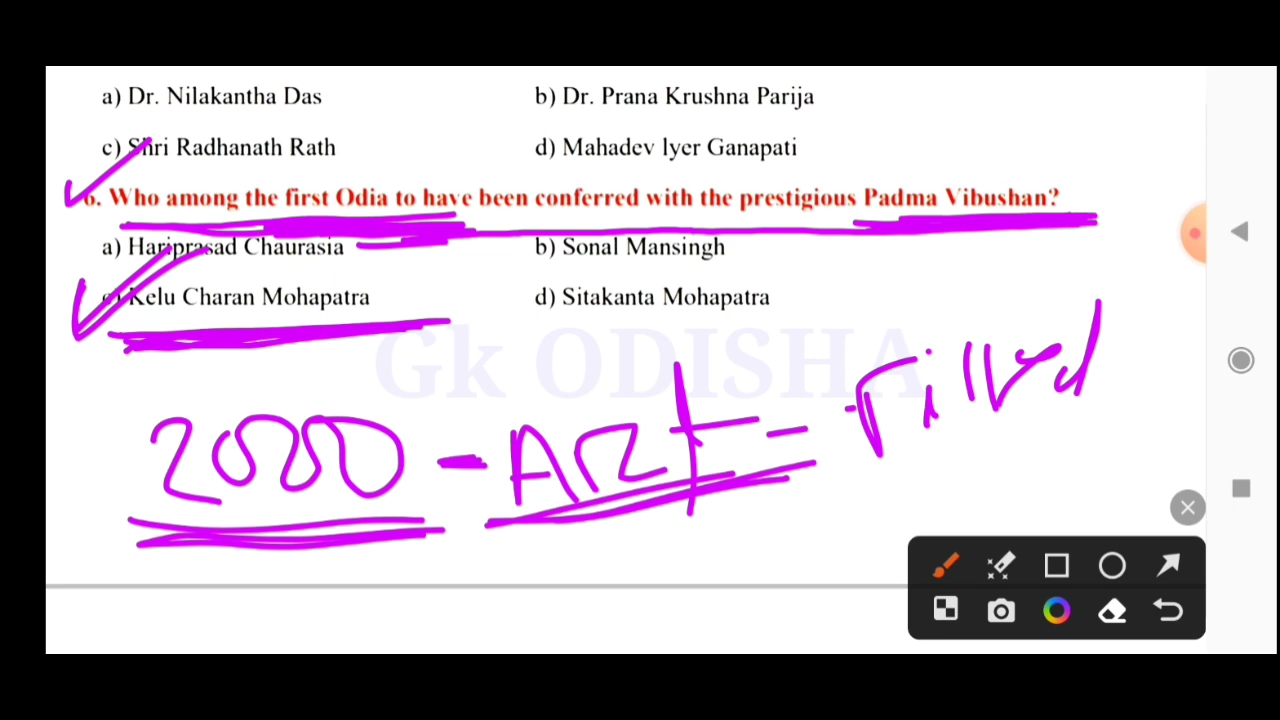 a) Dr. Nilakantha Das b) Dr. Prana Krushna Parija
c) Shri Radhanath Rath d) Mahadev lyer Ganapati
6. Who among the first Odia to have been conferred with the prestigious Padma Vibushan?
a) Hariprasad Chaurasia b) Sonal Mansingh
c) Kelu Charan Mohapatra d) Sitakanta Mohapatra
Gk ODISHA
2000 - ART -